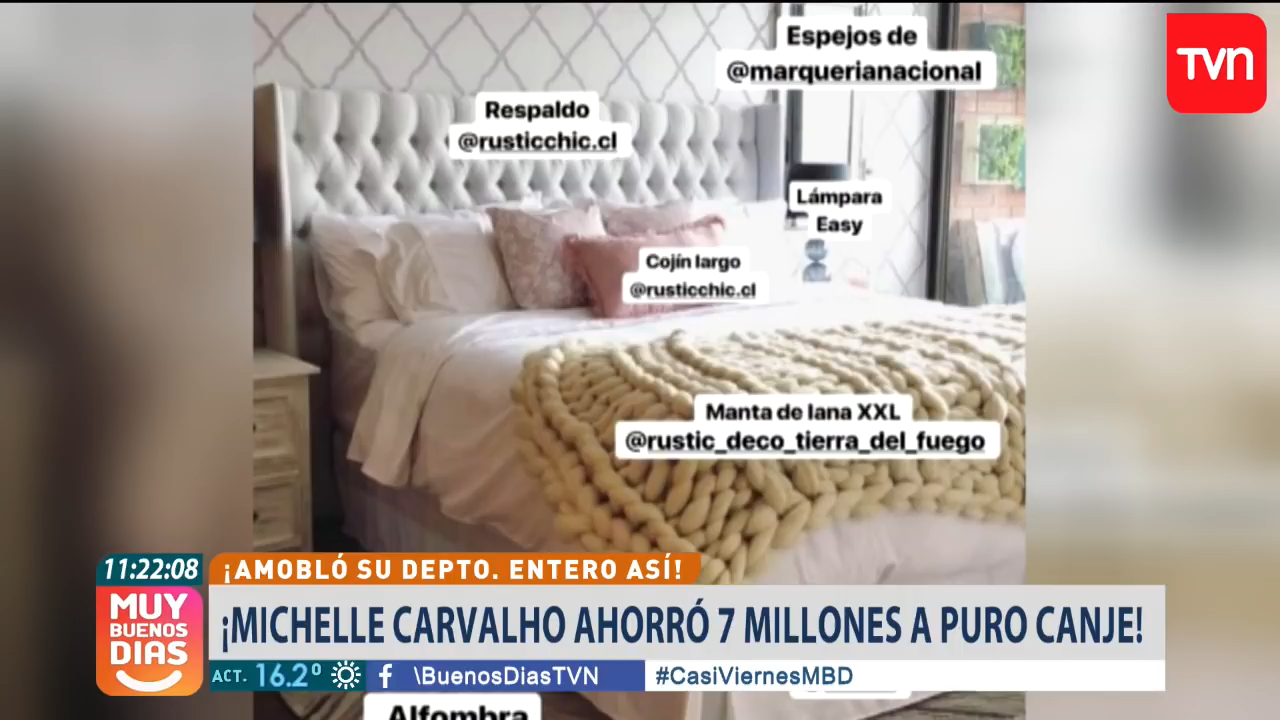 Espejos de
@marquerianacional
TVN
Respaldo
@rusticchic.cl
Lámpara
Easy
Cojín largo
@rusticchic.cl
Manta de lana XXL
@rustic_deco_tierra_del_fuego
11:22:08
¡AMOBLÓ SU DEPTO. ENTERO ASÍ!
MUY
BUENOS
DÍAS
¡MICHELLE CARVALHO AHORRÓ 7 MILLONES A PURO CANJE!
ACT. 16.2° f \BuenosDiasTVN #CasiViernesMBD
Alfombra